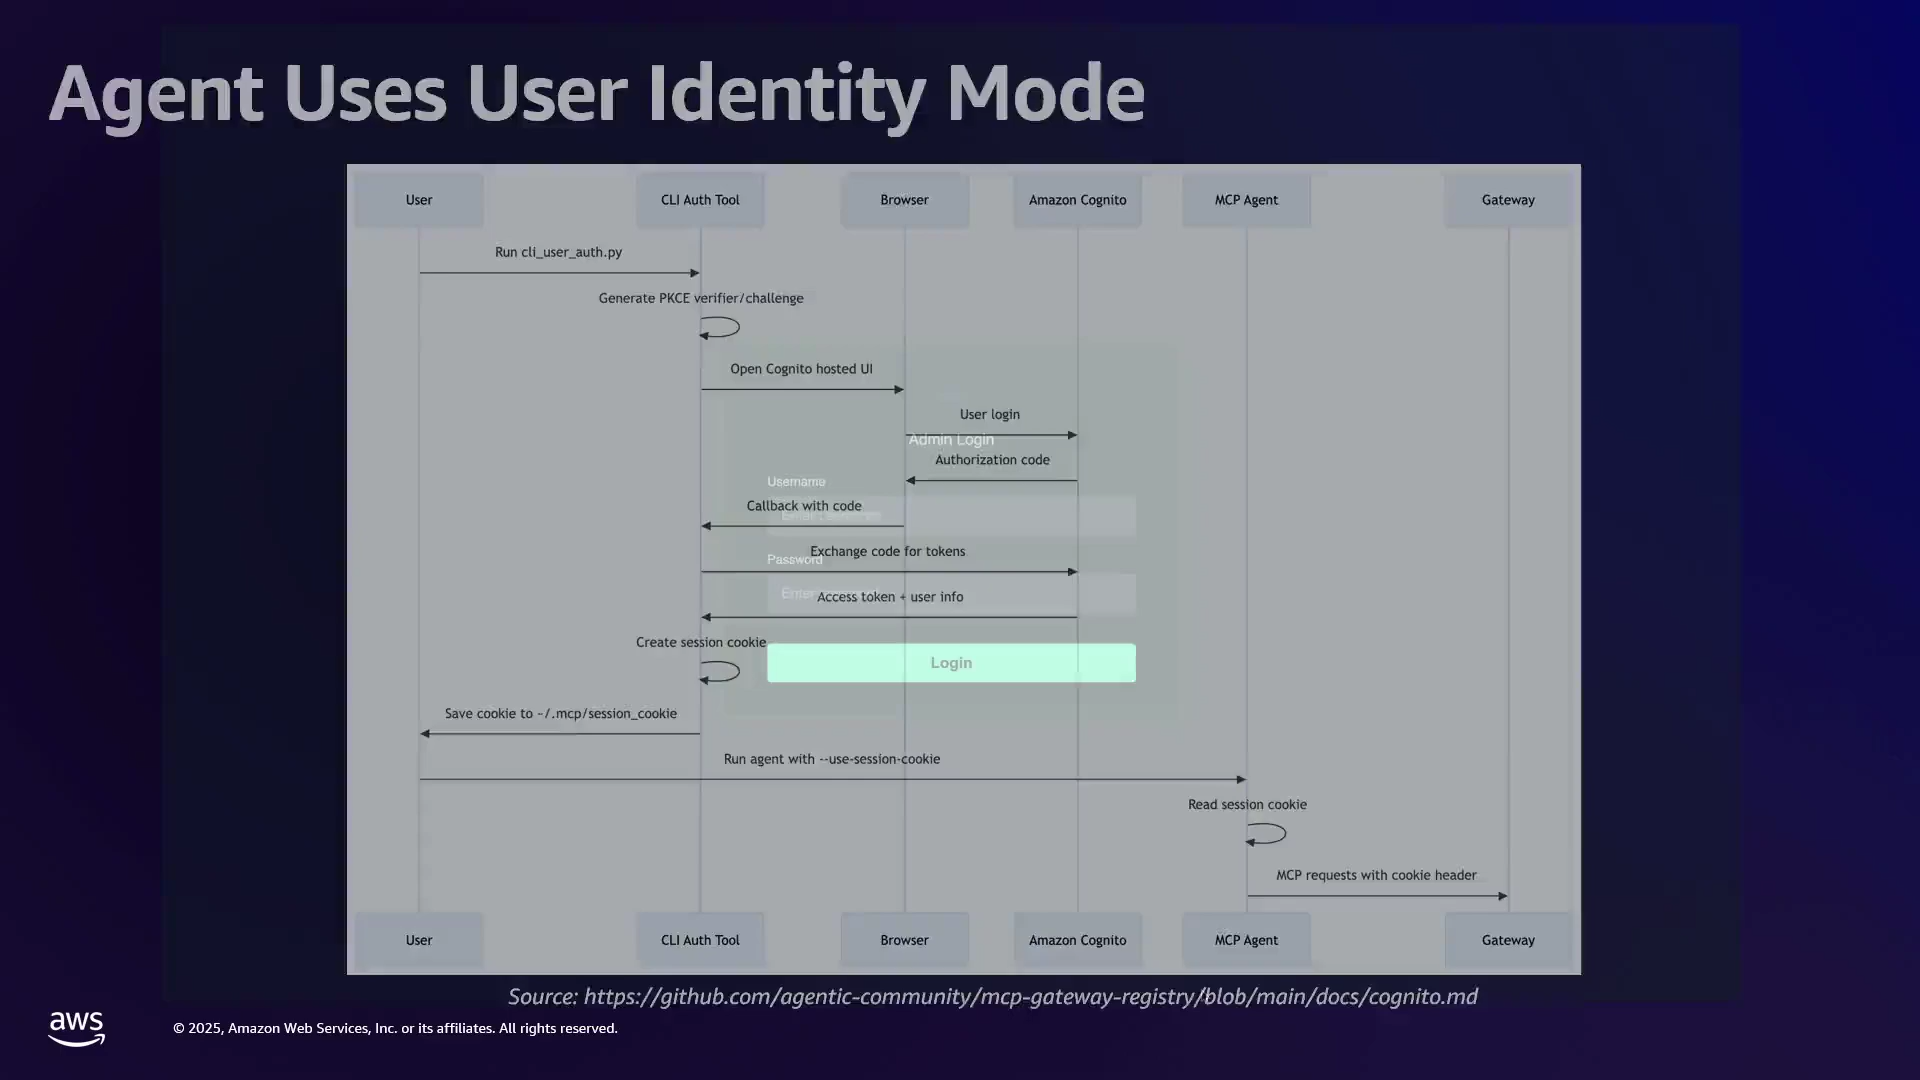 Agent Uses User Identity Mode
User CLI Auth Tool Browser Amazon Cognito MCP Agent Gateway
Run cli_user_auth.py
Generate PKCE verifier/challenge
Open Cognito hosted UI
User login
Admin Login
Authorization code
Username
Callback with code
Exchange code for tokens
Password
Access token + user info
Create session cookie
Login
Save cookie to ~/.mcp/session_cookie
Run agent with --use-session-cookie
Read session cookie
MCP requests with cookie header
User CLI Auth Tool Browser Amazon Cognito MCP Agent Gateway
Source: https://github.com/agentic-community/mcp-gateway-registry/blob/main/docs/cognito.md
aws
© 2025, Amazon Web Services, Inc. or its affiliates. All rights reserved.